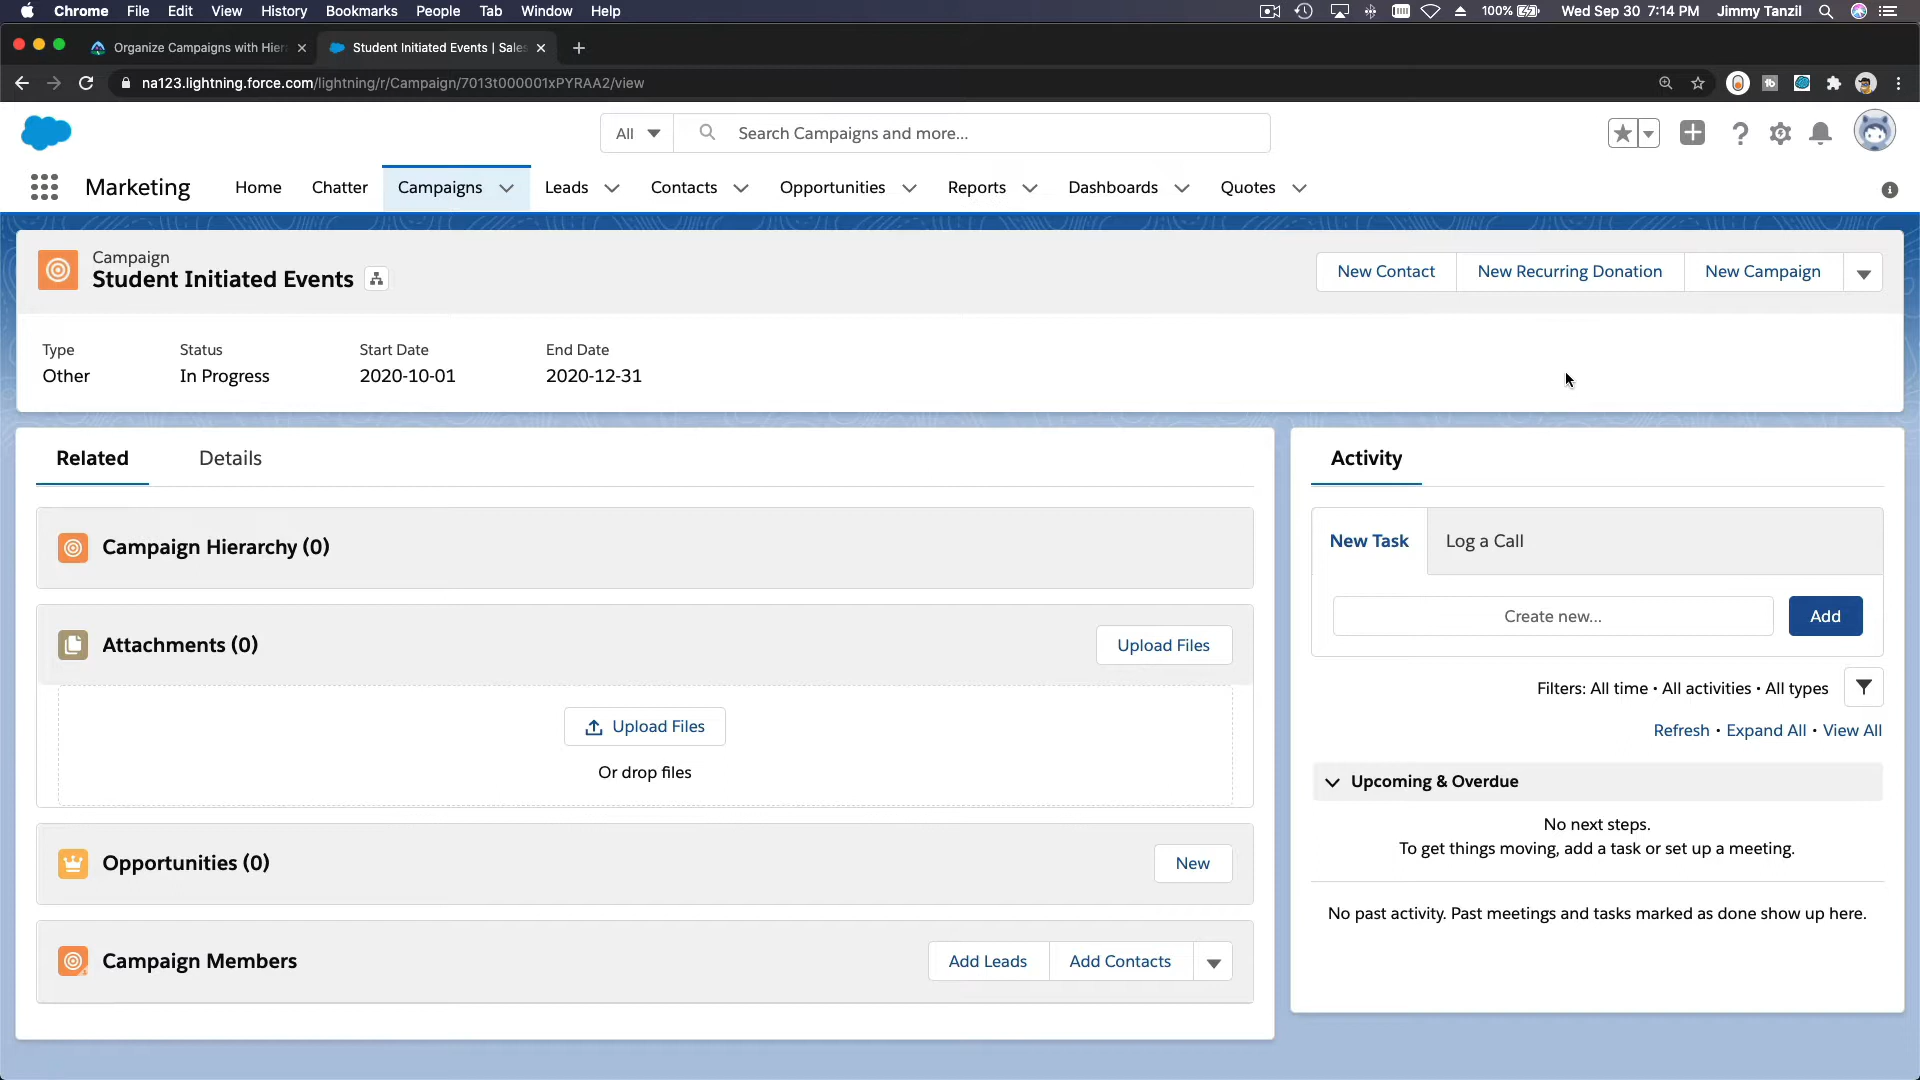 Chrome File Edit View History Bookmarks People Tab Window Help 100% Wed Sep 30 7:14 PM Jimmy Tanzil
Organize Campaigns with Hier Student Initiated Events | Sales
na123.lightning.force.com/lightning/r/Campaign/7013t000001xPYRAA2/view
All Search Campaigns and more...
Marketing Home Chatter Campaigns Leads Contacts Opportunities Reports Dashboards Quotes
Campaign
Student Initiated Events
New Contact New Recurring Donation New Campaign
Type Status Start Date End Date
Other In Progress 2020-10-01 2020-12-31
Related Details
Campaign Hierarchy (0)
Attachments (0) Upload Files
Upload Files
Or drop files
Opportunities (0) New
Campaign Members Add Leads Add Contacts
Activity
New Task Log a Call
Create new... Add
Filters: All time • All activities • All types
Refresh • Expand All • View All
Upcoming & Overdue
No next steps.
To get things moving, add a task or set up a meeting.
No past activity. Past meetings and tasks marked as done show up here.